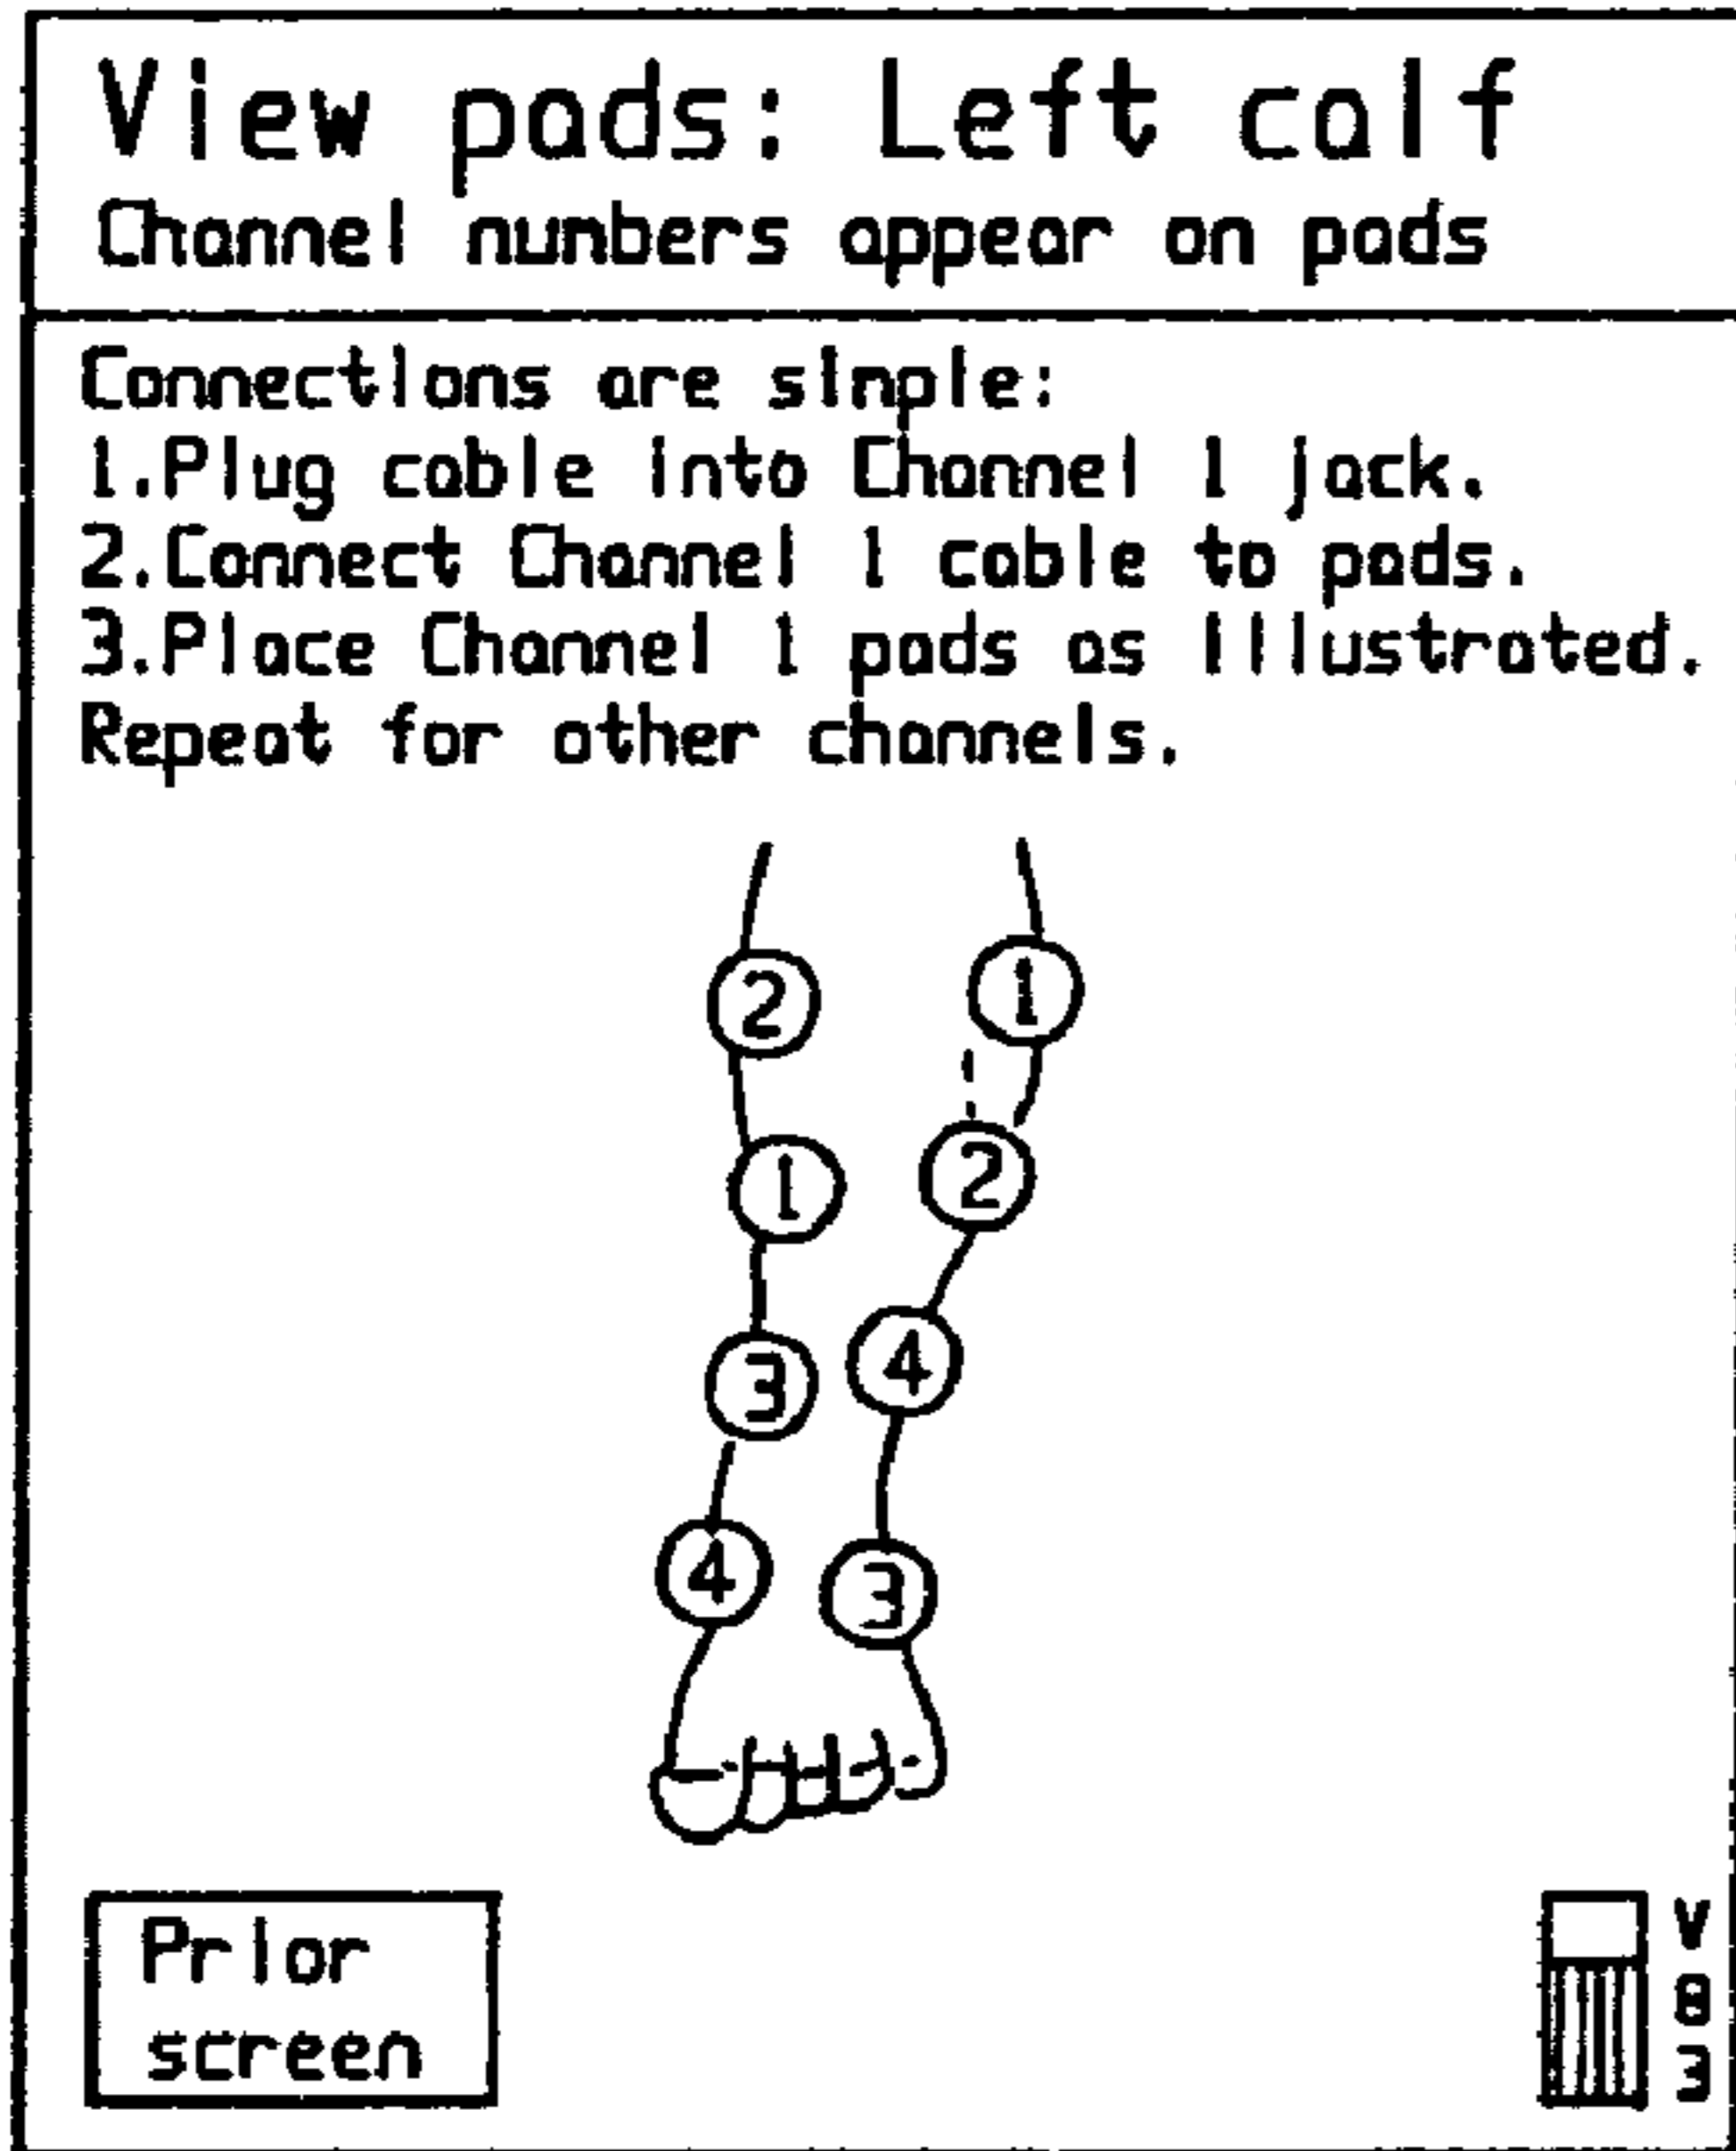 View pads: Left calf
Channel numbers appear on pads
Connections are simple:
1.Plug cable into Channel 1 jack.
2.Connect Channel 1 cable to pads.
3.Place Channel 1 pads as illustrated.
Repeat for other channels.
2 1
1 2
3 4
4 3
Prior
screen
V
8
3